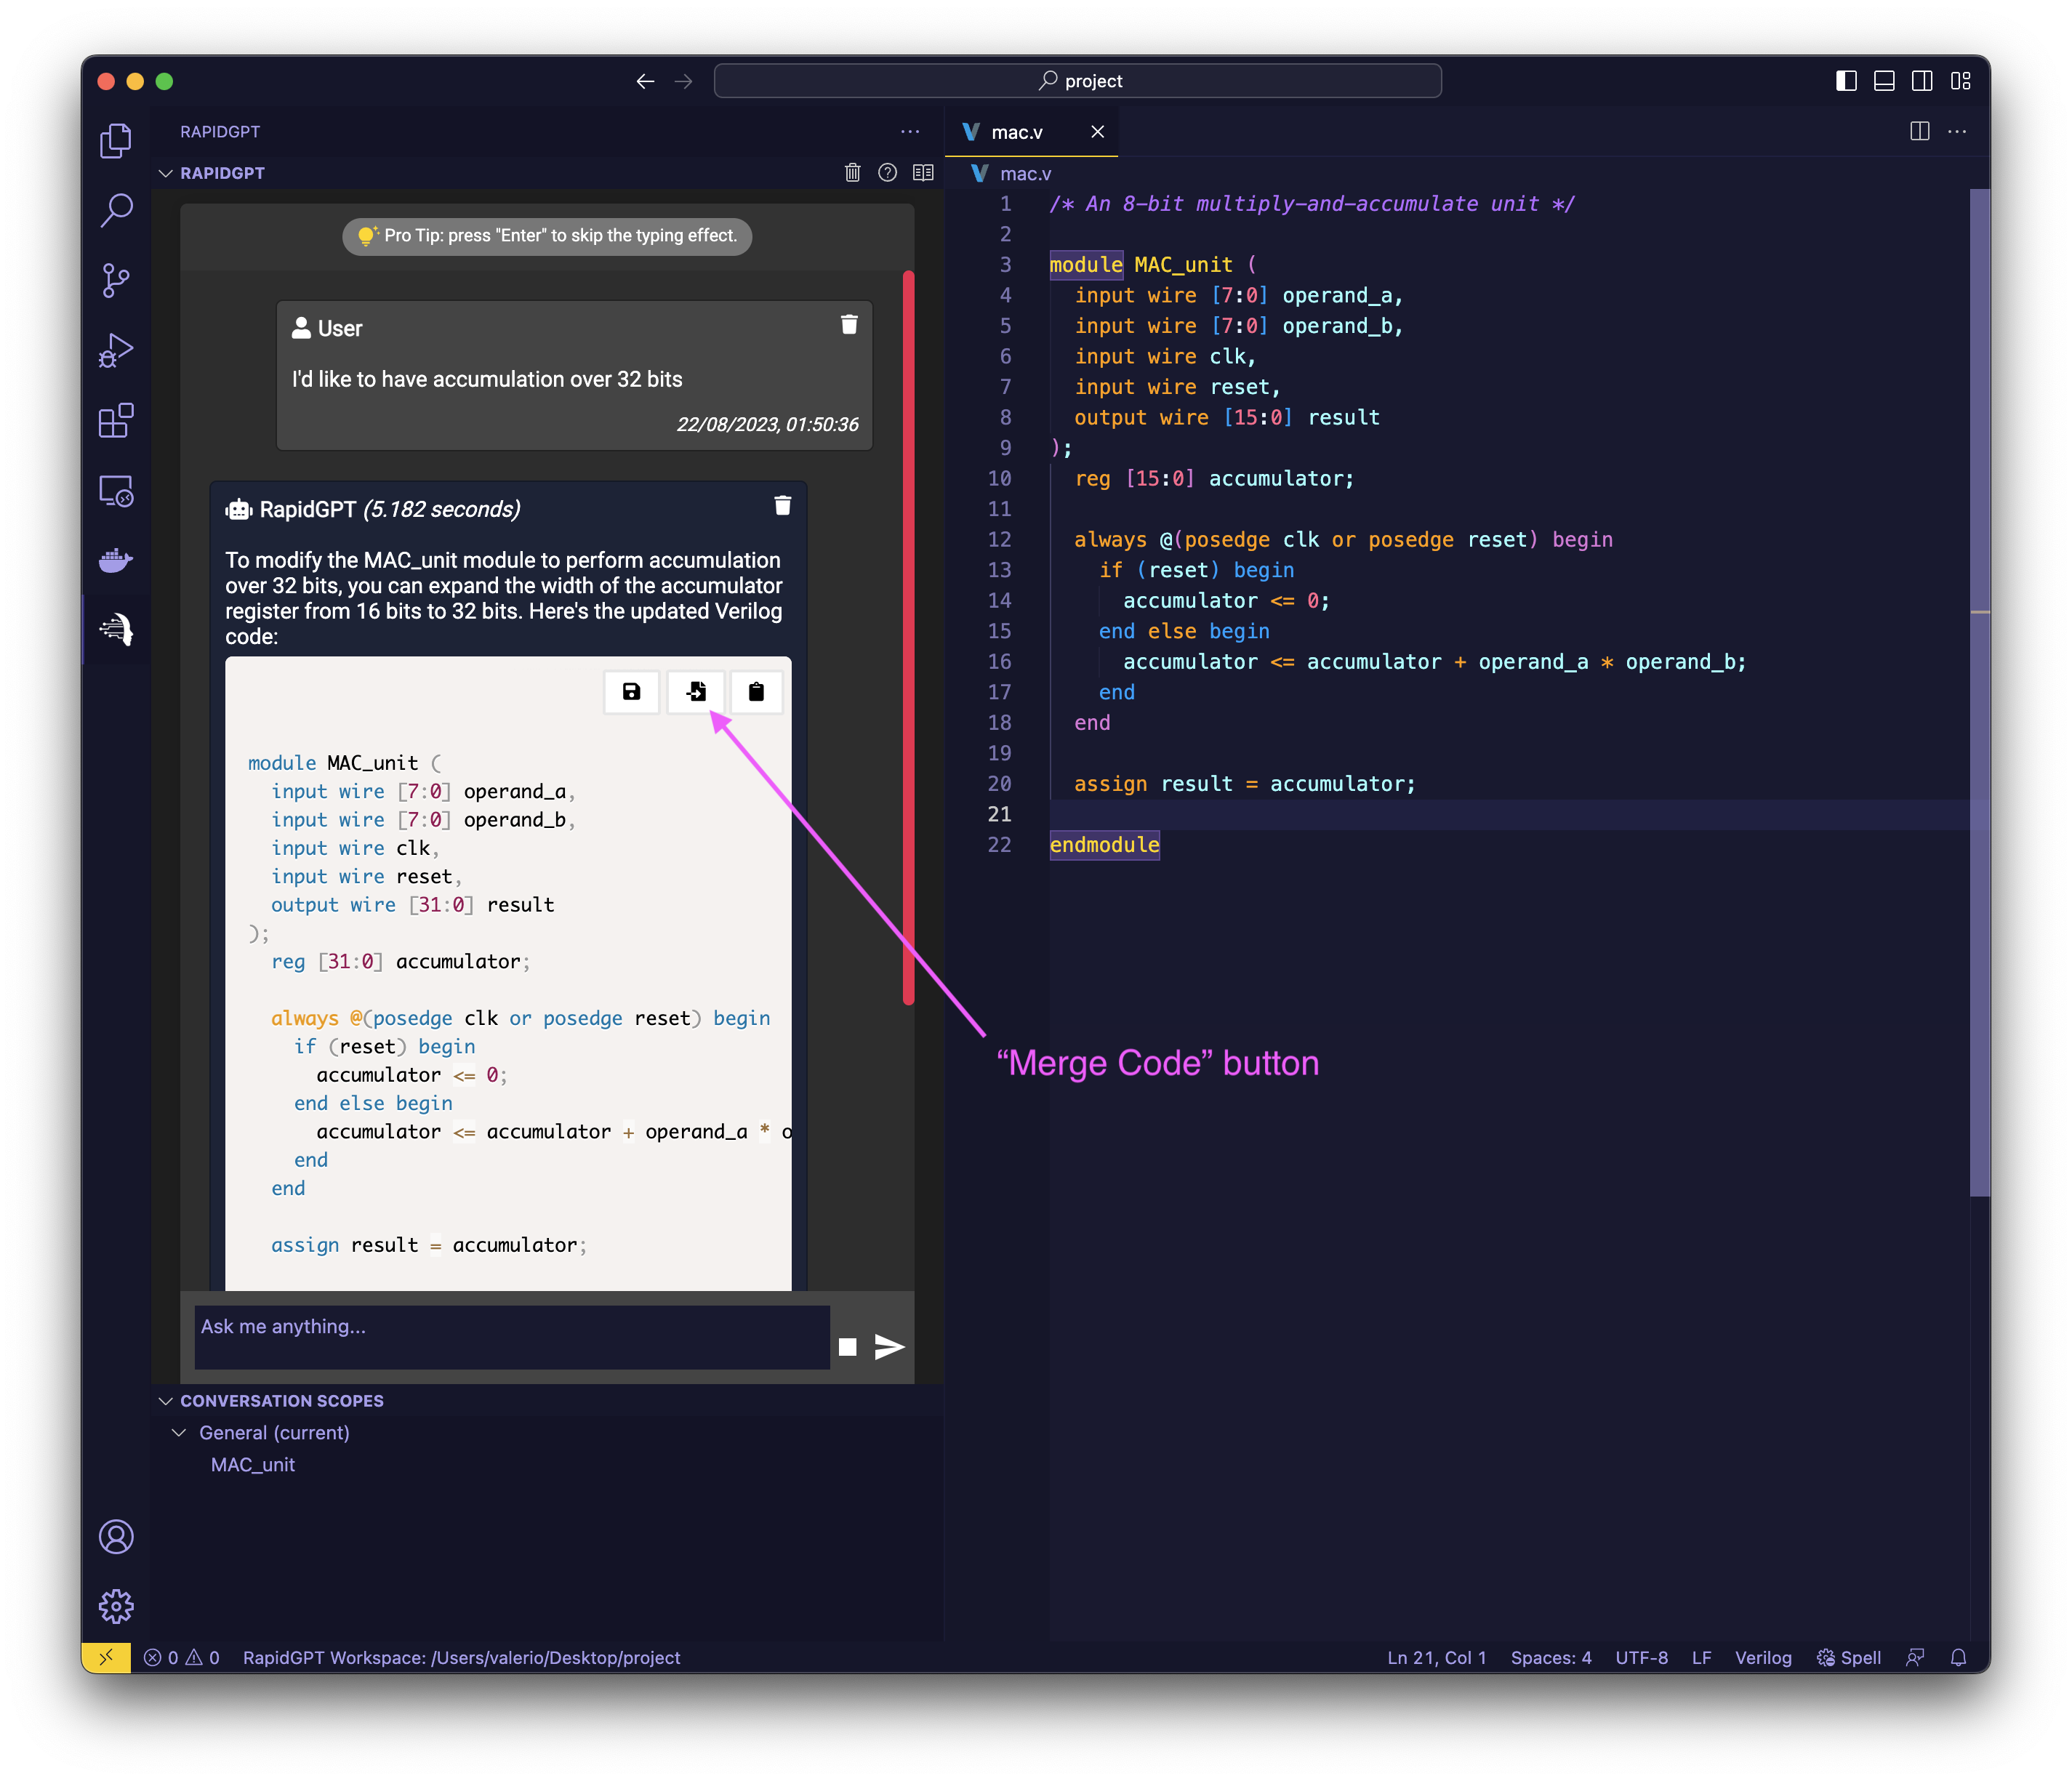 project
RAPIDGPT
RAPIDGPT
Pro Tip: press "Enter" to skip the typing effect.
User
I'd like to have accumulation over 32 bits
22/08/2023, 01:50:36
RapidGPT (5.182 seconds)
To modify the MAC_unit module to perform accumulation
over 32 bits, you can expand the width of the accumulator
register from 16 bits to 32 bits. Here's the updated Verilog
code:
module MAC_unit (
input wire [7:0] operand_a,
input wire [7:0] operand_b,
input wire clk,
input wire reset,
output wire [31:0] result
);
reg [31:0] accumulator;
always @(posedge clk or posedge reset) begin
if (reset) begin
accumulator <= 0;
end else begin
accumulator <= accumulator + operand_a * o
end
end
assign result = accumulator;
Ask me anything...
CONVERSATION SCOPES
General (current)
MAC_unit
mac.v
mac.v
1 /* An 8-bit multiply-and-accumulate unit */
2
3 module MAC_unit (
4 input wire [7:0] operand_a,
5 input wire [7:0] operand_b,
6 input wire clk,
7 input wire reset,
8 output wire [15:0] result
9 );
10 reg [15:0] accumulator;
11
12 always @(posedge clk or posedge reset) begin
13 if (reset) begin
14 accumulator <= 0;
15 end else begin
16 accumulator <= accumulator + operand_a * operand_b;
17 end
18 end
19
20 assign result = accumulator;
21
22 endmodule
“Merge Code” button
0 0 RapidGPT Workspace: /Users/valerio/Desktop/project
Ln 21, Col 1 Spaces: 4 UTF-8 LF Verilog Spell